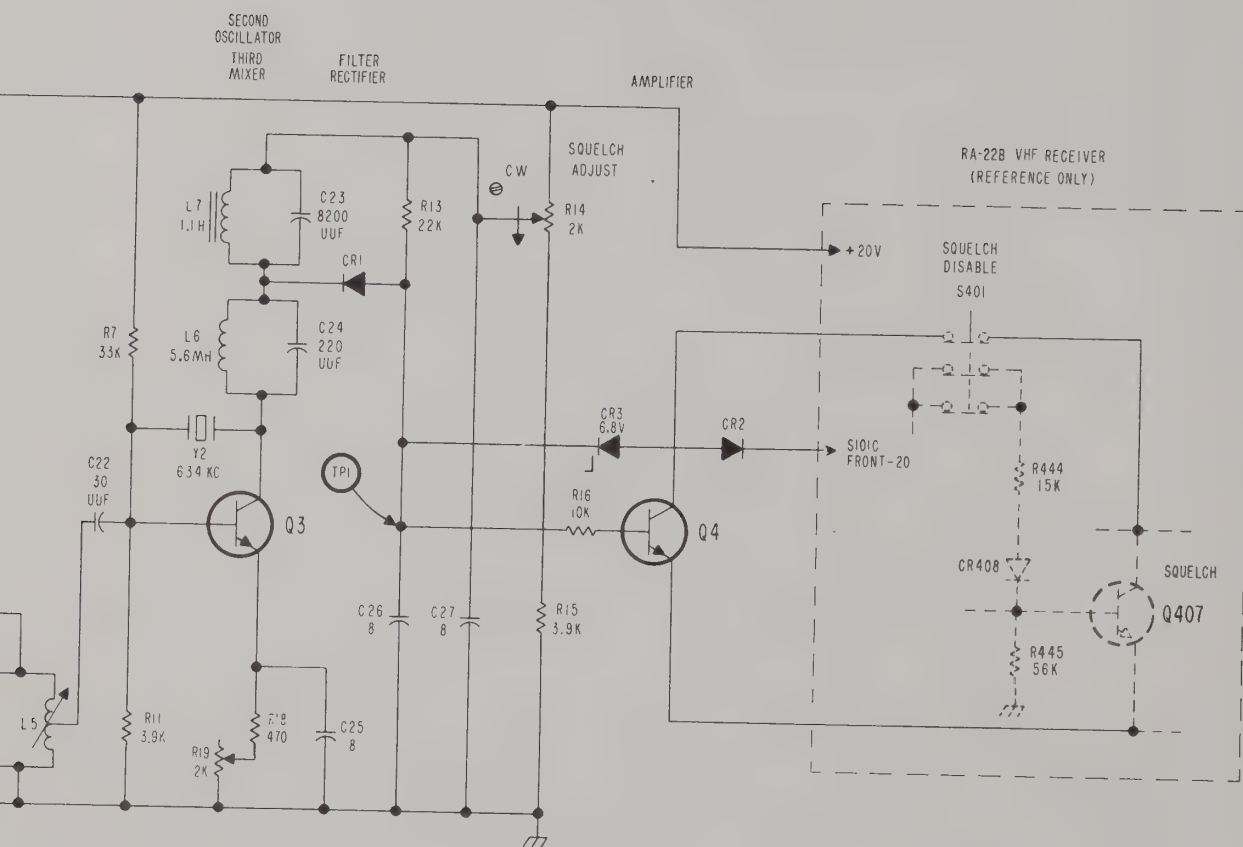 SECOND
OSCILLATOR
THIRD
MIXER
FILTER
RECTIFIER
AMPLIFIER
RA-22B VHF RECEIVER
(REFERENCE ONLY)
L7
1.1H
C23
8200
UUF
R13
22K
CW
SQUELCH
ADJUST
R14
2K
+20V
SQUELCH
DISABLE
S401
CR1
R7
33K
L6
5.6MH
C24
220
UUF
Y2
634 KC
C22
30
UUF
Q3
TP1
CR3
6.8V
CR2
S101C
FRONT-20
R16
10K
Q4
R444
15K
CR408
SQUELCH
Q407
C26
8
C27
8
R15
3.9K
R445
56K
L5
R11
3.9K
R19
2K
R18
470
C25
8